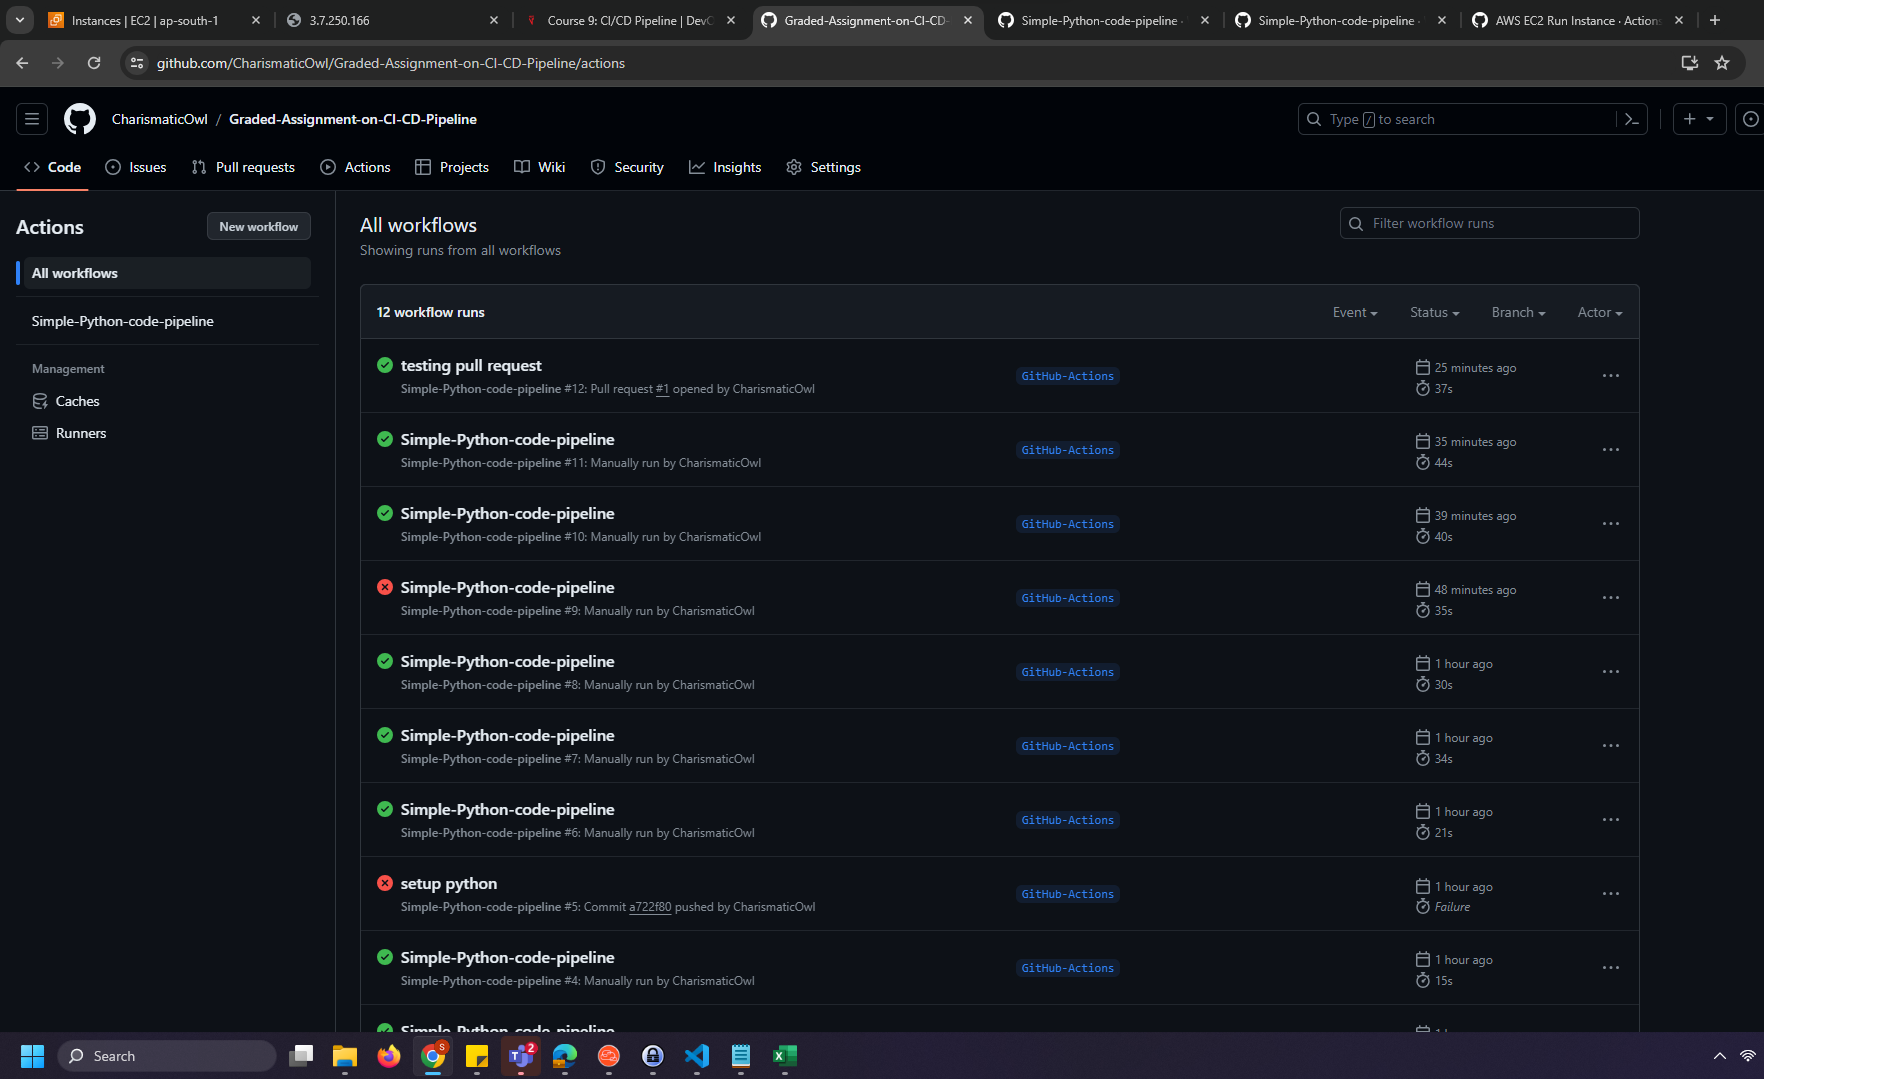 Instances | EC2 | ap-south-1
3.7.250.166
Course 9: CI/CD Pipeline | DevO
Graded-Assignment-on-CI-CD-
Simple-Python-code-pipeline ·
Simple-Python-code-pipeline ·
AWS EC2 Run Instance · Actions
github.com/CharismaticOwl/Graded-Assignment-on-CI-CD-Pipeline/actions
CharismaticOwl / Graded-Assignment-on-CI-CD-Pipeline
Type / to search
Code
Issues
Pull requests
Actions
Projects
Wiki
Security
Insights
Settings
Actions
New workflow
All workflows
Simple-Python-code-pipeline
Management
Caches
Runners
All workflows
Showing runs from all workflows
Filter workflow runs
12 workflow runs
Event
Status
Branch
Actor
testing pull request
Simple-Python-code-pipeline #12: Pull request #1 opened by CharismaticOwl
GitHub-Actions
25 minutes ago
37s
Simple-Python-code-pipeline
Simple-Python-code-pipeline #11: Manually run by CharismaticOwl
GitHub-Actions
35 minutes ago
44s
Simple-Python-code-pipeline
Simple-Python-code-pipeline #10: Manually run by CharismaticOwl
GitHub-Actions
39 minutes ago
40s
Simple-Python-code-pipeline
Simple-Python-code-pipeline #9: Manually run by CharismaticOwl
GitHub-Actions
48 minutes ago
35s
Simple-Python-code-pipeline
Simple-Python-code-pipeline #8: Manually run by CharismaticOwl
GitHub-Actions
1 hour ago
30s
Simple-Python-code-pipeline
Simple-Python-code-pipeline #7: Manually run by CharismaticOwl
GitHub-Actions
1 hour ago
34s
Simple-Python-code-pipeline
Simple-Python-code-pipeline #6: Manually run by CharismaticOwl
GitHub-Actions
1 hour ago
21s
setup python
Simple-Python-code-pipeline #5: Commit a722f80 pushed by CharismaticOwl
GitHub-Actions
1 hour ago
Failure
Simple-Python-code-pipeline
Simple-Python-code-pipeline #4: Manually run by CharismaticOwl
GitHub-Actions
1 hour ago
15s
Simple-Python-code-pipeline
Search
S
2